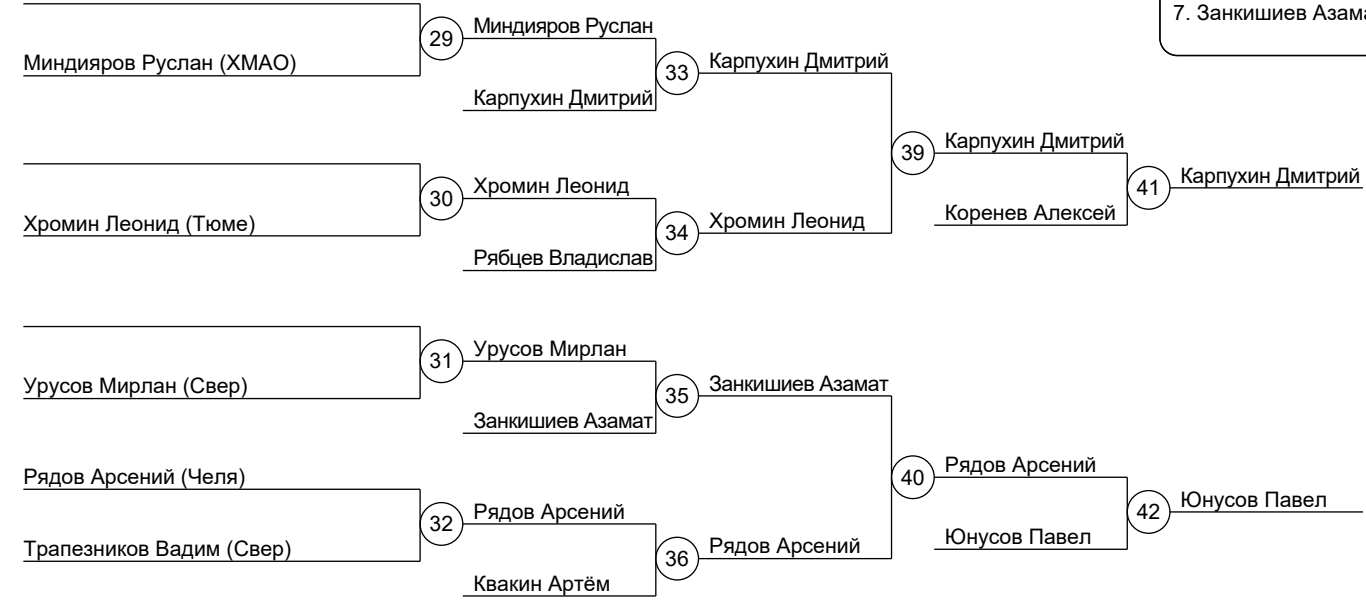 7. Занкишиев Азама
Миндияров Руслан (ХМАО)
29
Миндияров Руслан
Карпухин Дмитрий
33
Карпухин Дмитрий
Хромин Леонид (Тюме)
30
Хромин Леонид
Рябцев Владислав
34
Хромин Леонид
39
Карпухин Дмитрий
Коренев Алексей
41
Карпухин Дмитрий
Урусов Мирлан (Свер)
31
Урусов Мирлан
Занкишиев Азамат
35
Занкишиев Азамат
Рядов Арсений (Челя)
Трапезников Вадим (Свер)
32
Рядов Арсений
Квакин Артём
36
Рядов Арсений
40
Рядов Арсений
Юнусов Павел
42
Юнусов Павел